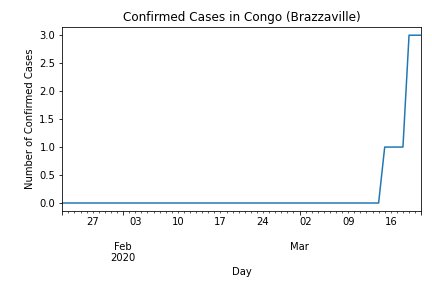 Confirmed Cases in Congo (Brazzaville)
Number of Confirmed Cases
3.0
2.5
2.0
1.5
1.0
0.5
0.0
27 03 10 17 24 02 09 16
Feb Mar
2020
Day